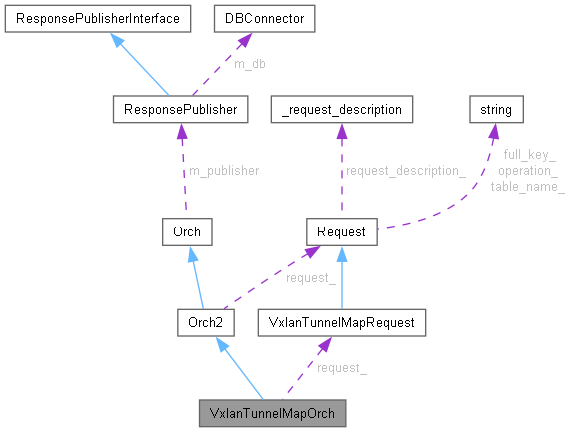 ResponsePublisherInterface
DBConnector
m_db
ResponsePublisher
_request_description
string
m_publisher
request_description_
full_key_
operation_
table_name_
Orch
Request
request_
Orch2
VxlanTunnelMapRequest
request_
VxlanTunnelMapOrch